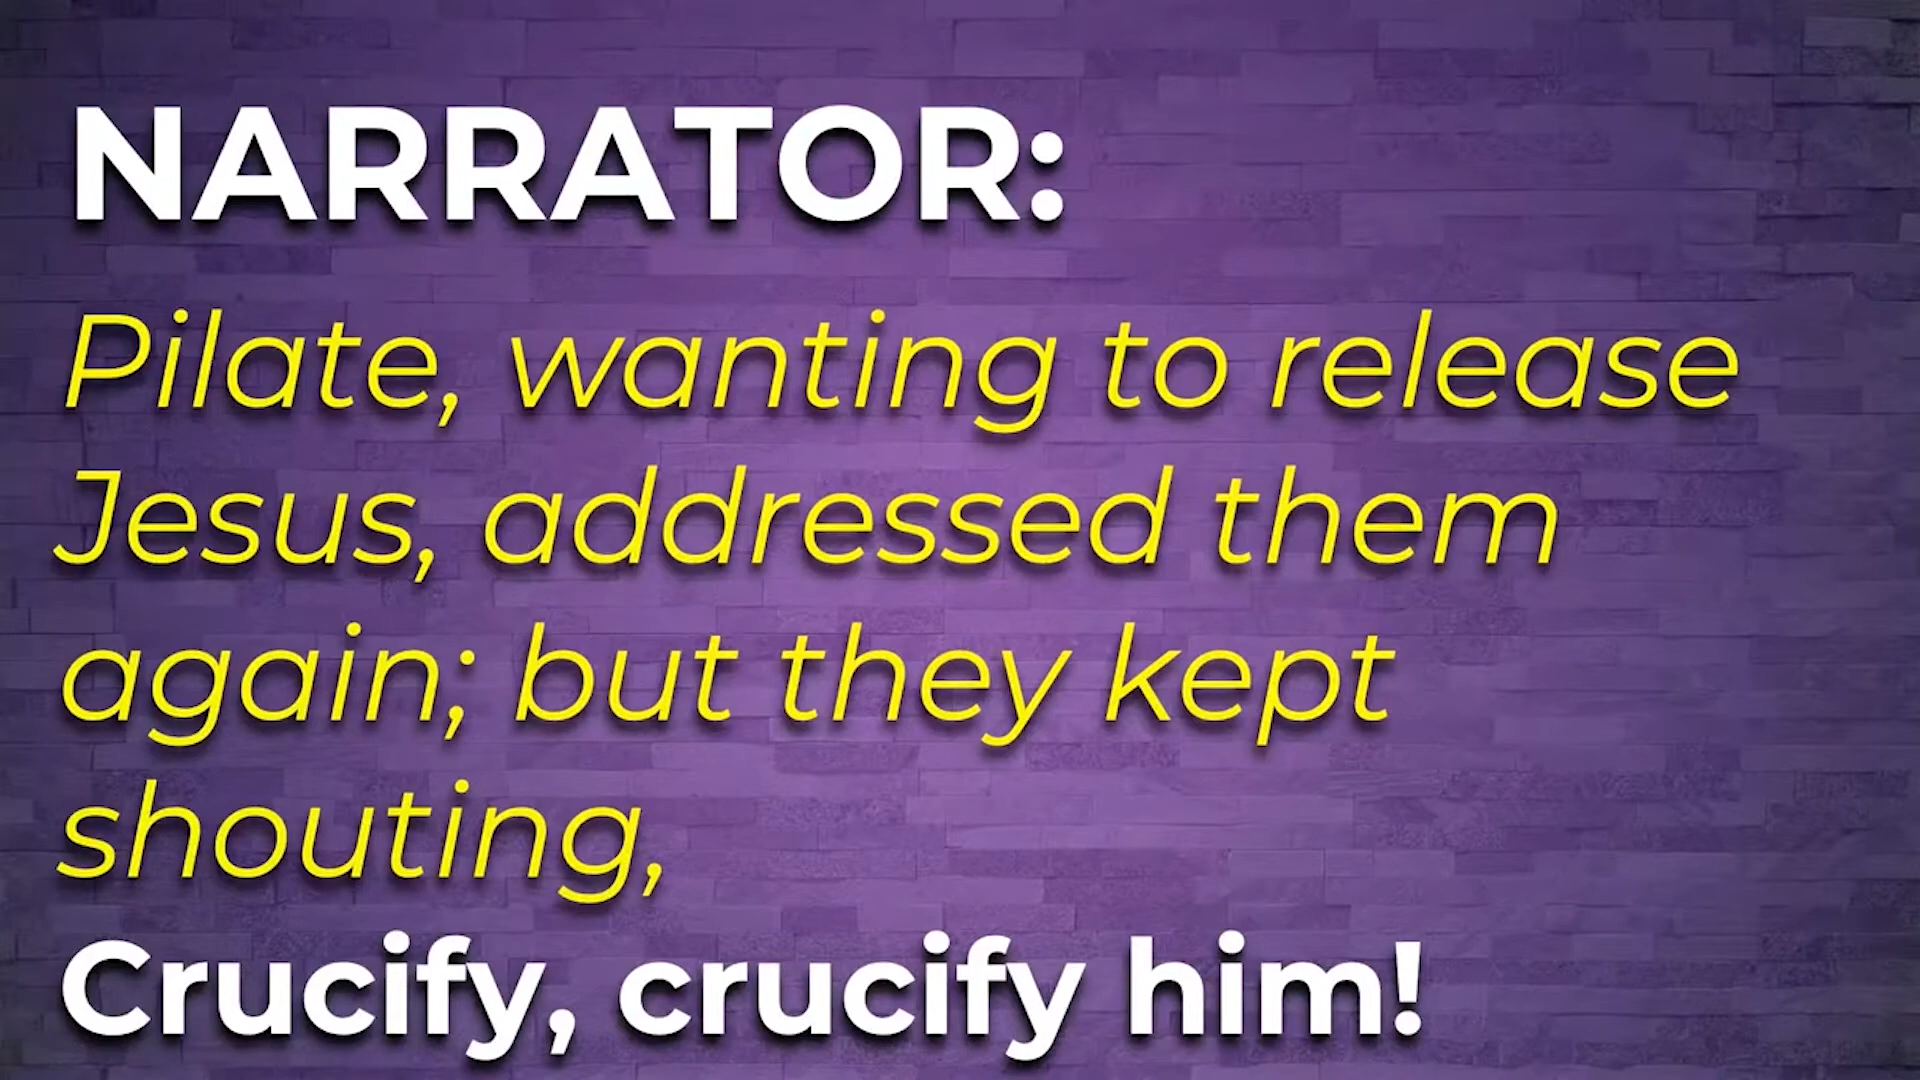 NARRATOR:
Pilate, wanting to release
Jesus, addressed them
again; but they kept
shouting,
Crucify, crucify him!